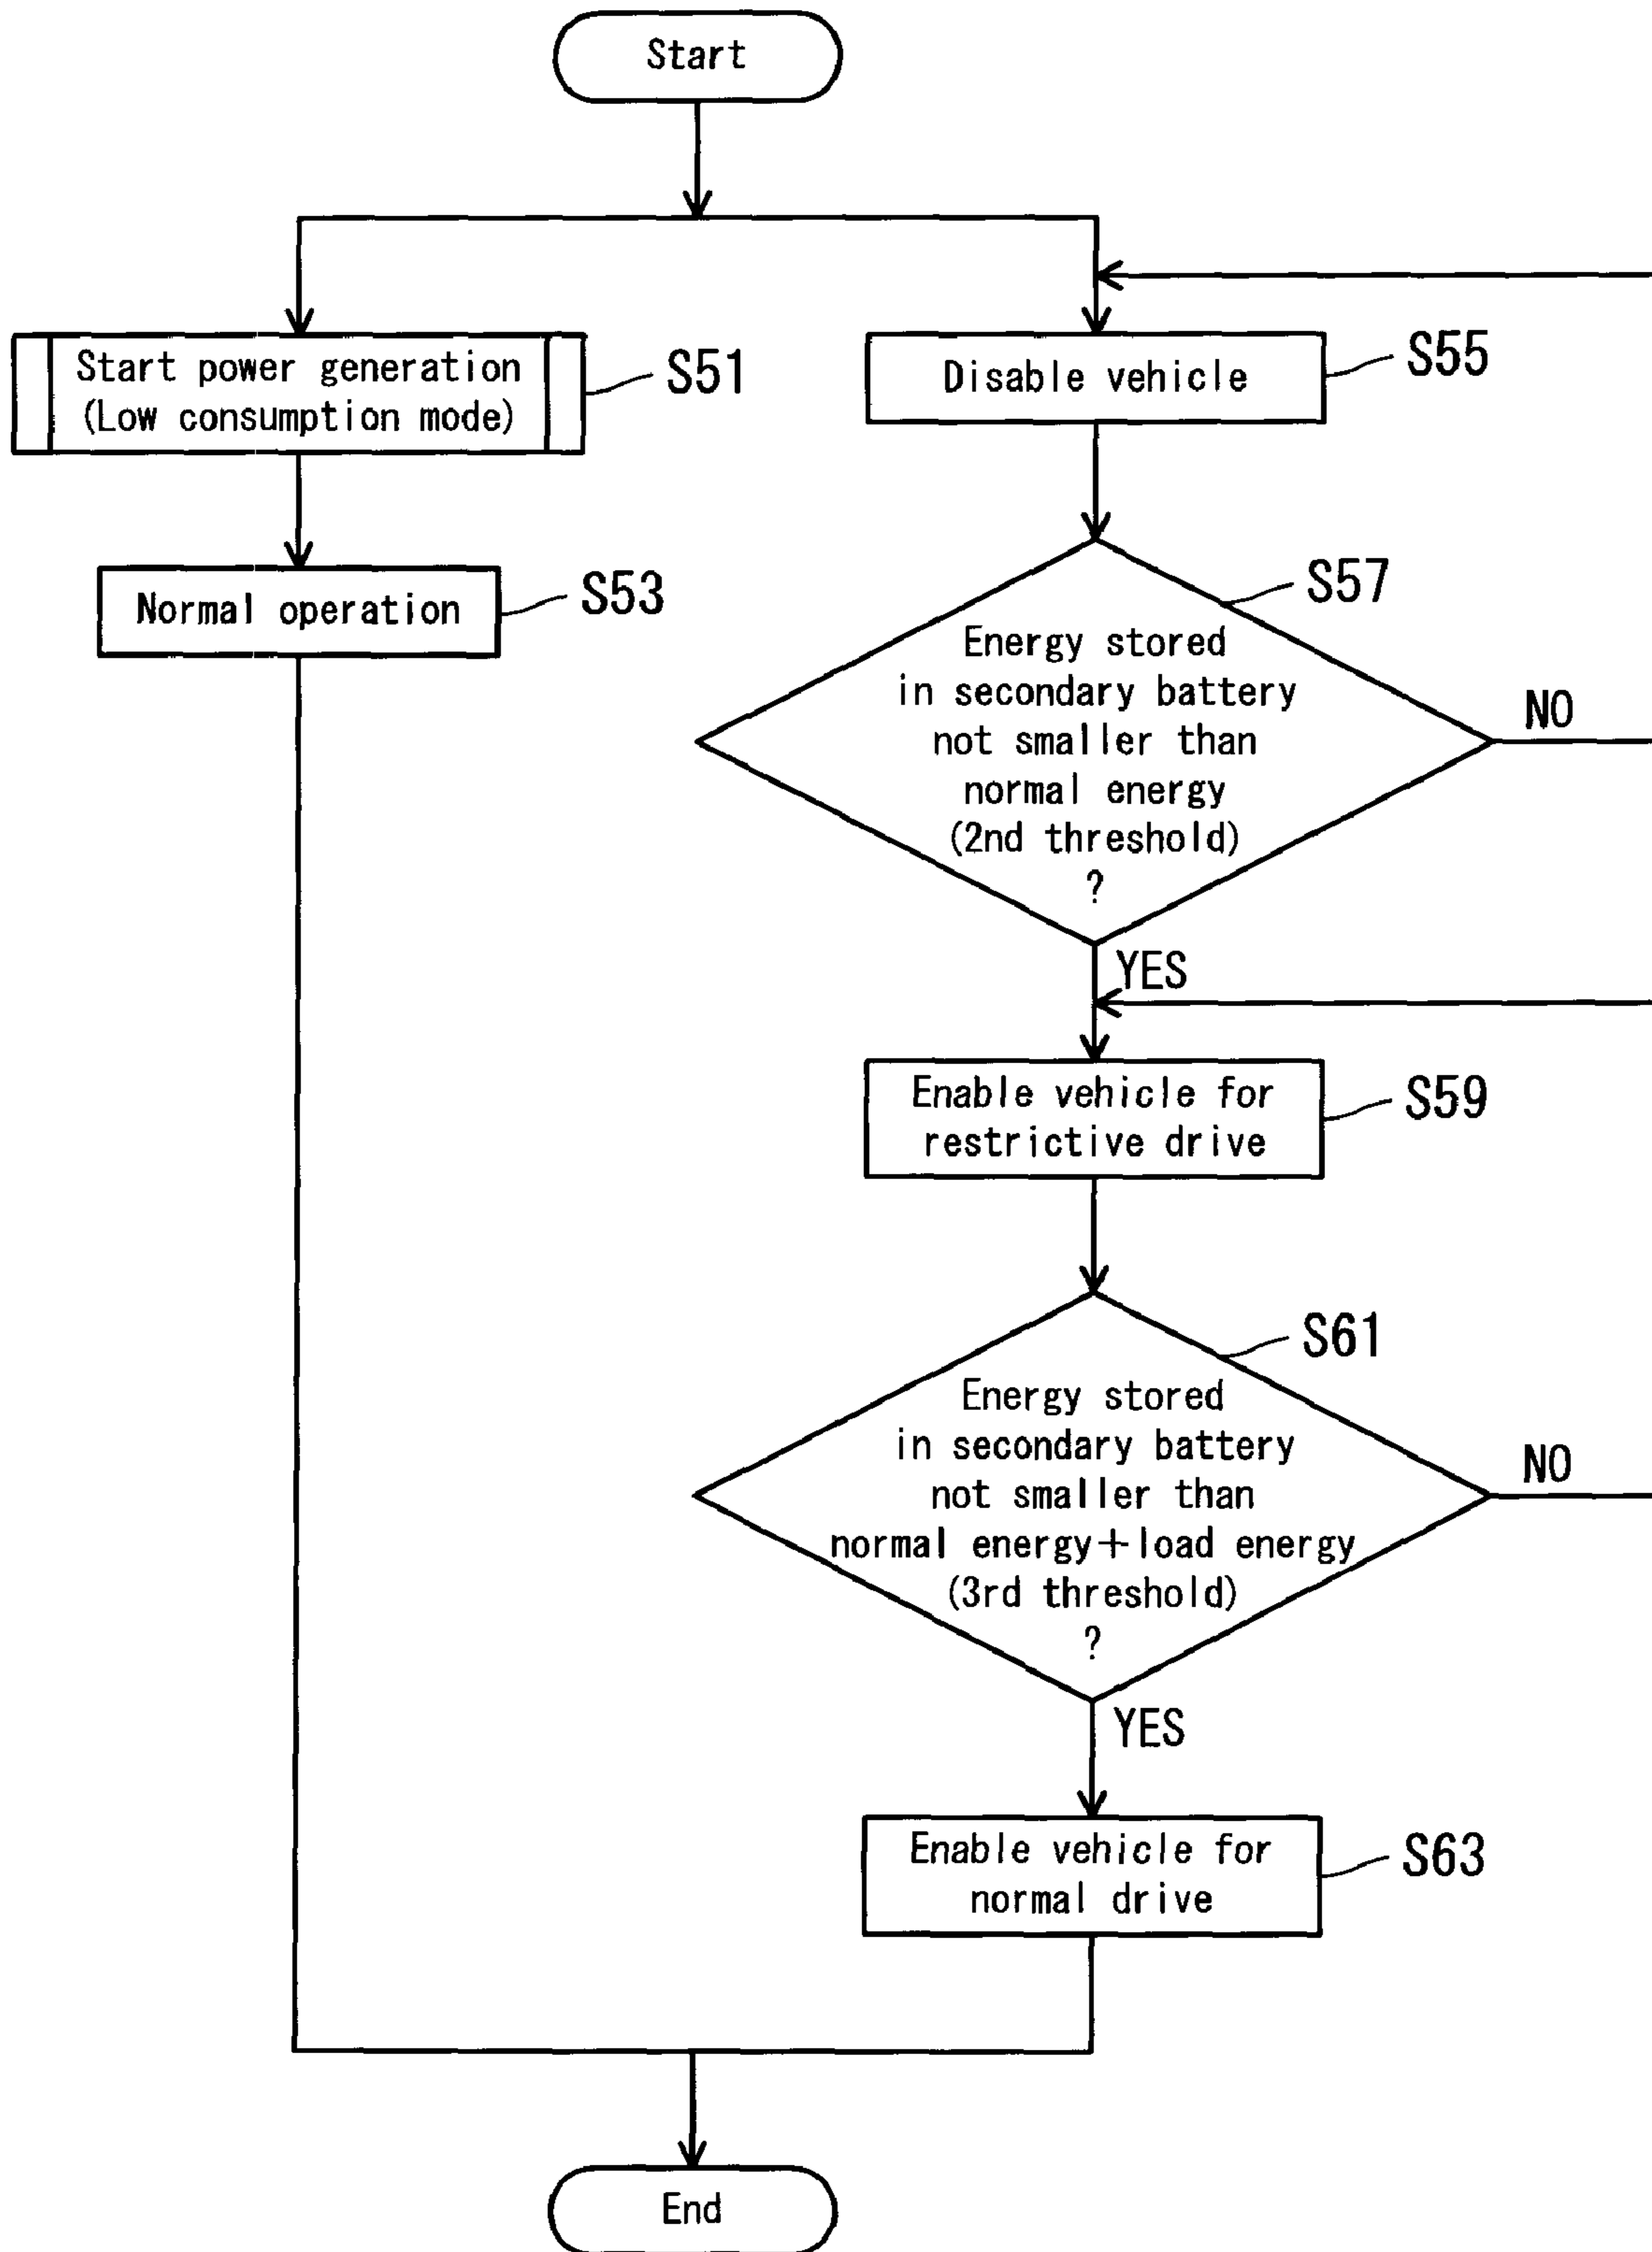 Start
Start power generation
(Low consumption mode)
S51
Normal operation
S53
Disable vehicle
S55
S57
Energy stored
in secondary battery
not smaller than
normal energy
(2nd threshold)
?
NO
YES
Enable vehicle for
restrictive drive
S59
S61
Energy stored
in secondary battery
not smaller than
normal energy+load energy
(3rd threshold)
?
NO
YES
Enable vehicle for
normal drive
S63
End